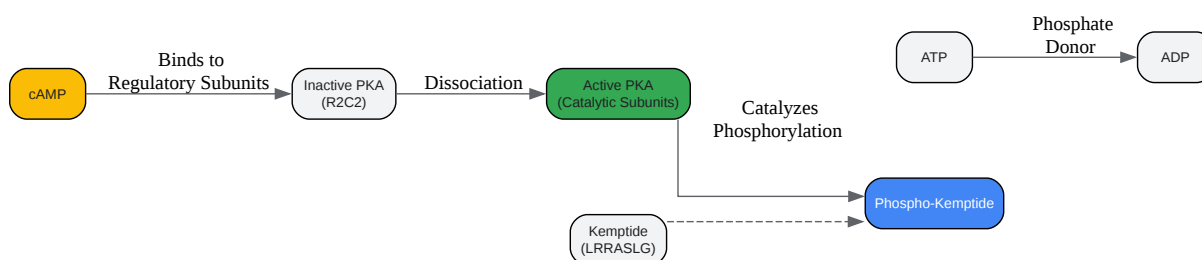 Phosphate
Donor
ATP
ADP
Binds to
Regulatory Subunits
cAMP
Inactive PKA
(R2C2)
Dissociation
Active PKA
(Catalytic Subunits)
Catalyzes
Phosphorylation
Phospho-Kemptide
Kemptide
(LRRASLG)